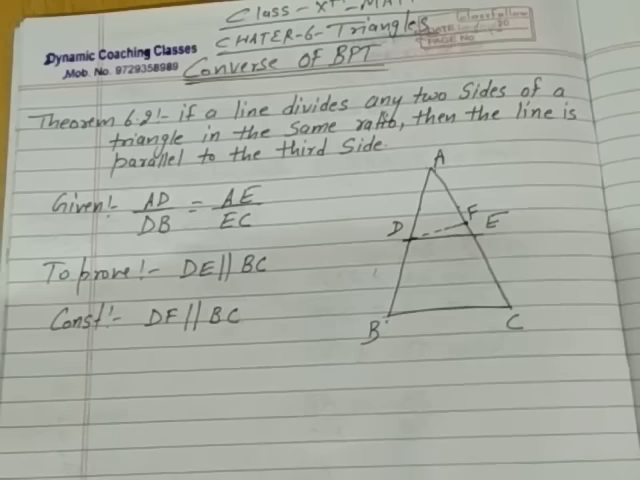 Class - X
CHATER-6- Triangles
Dynamic Coaching Classes
Mob. No. 9729358989
Converse OF BPT
PAGE NO
Theorem 6.2!- if a line divides any two Sides of a
triangle in the Same ratio, then the line is
parallel to the third Side.
Given!- AD/DB = AE/EC
To prove!- DE||BC
Const!- DF||BC
A
D F E
B C